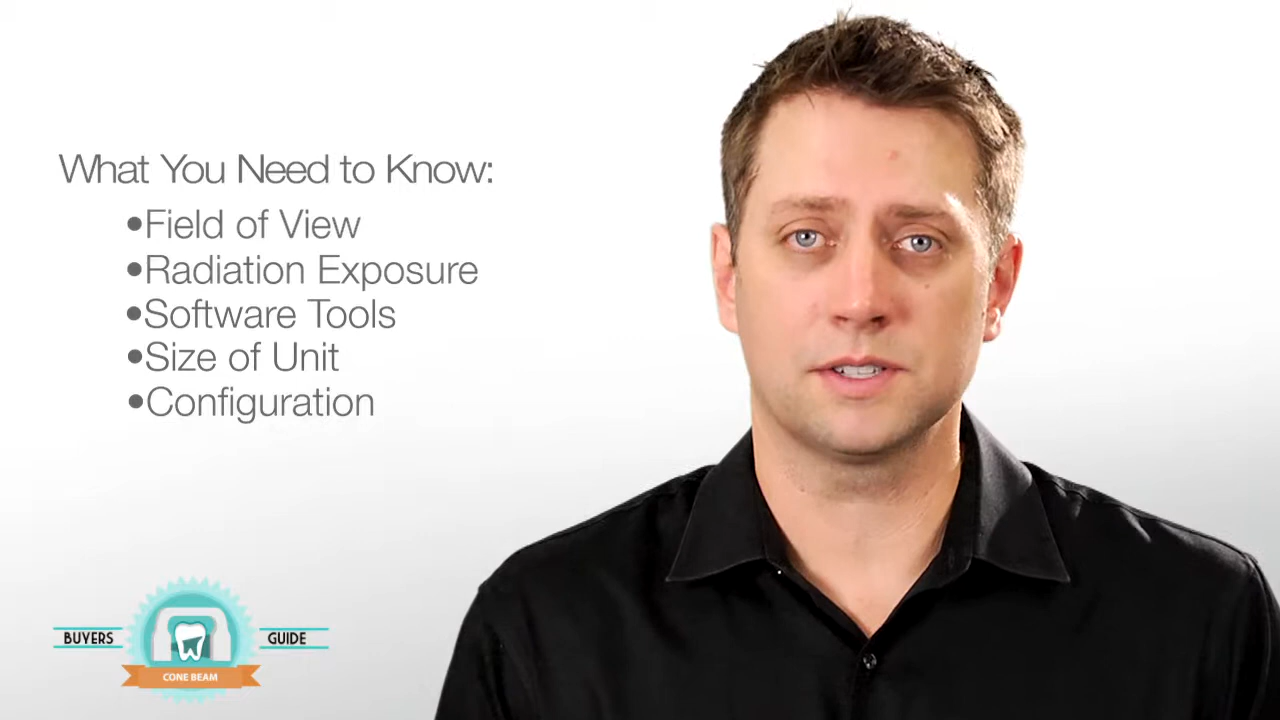 What You Need to Know:
•Field of View
•Radiation Exposure
•Software Tools
•Size of Unit
•Configuration
BUYERS GUIDE
CONE BEAM